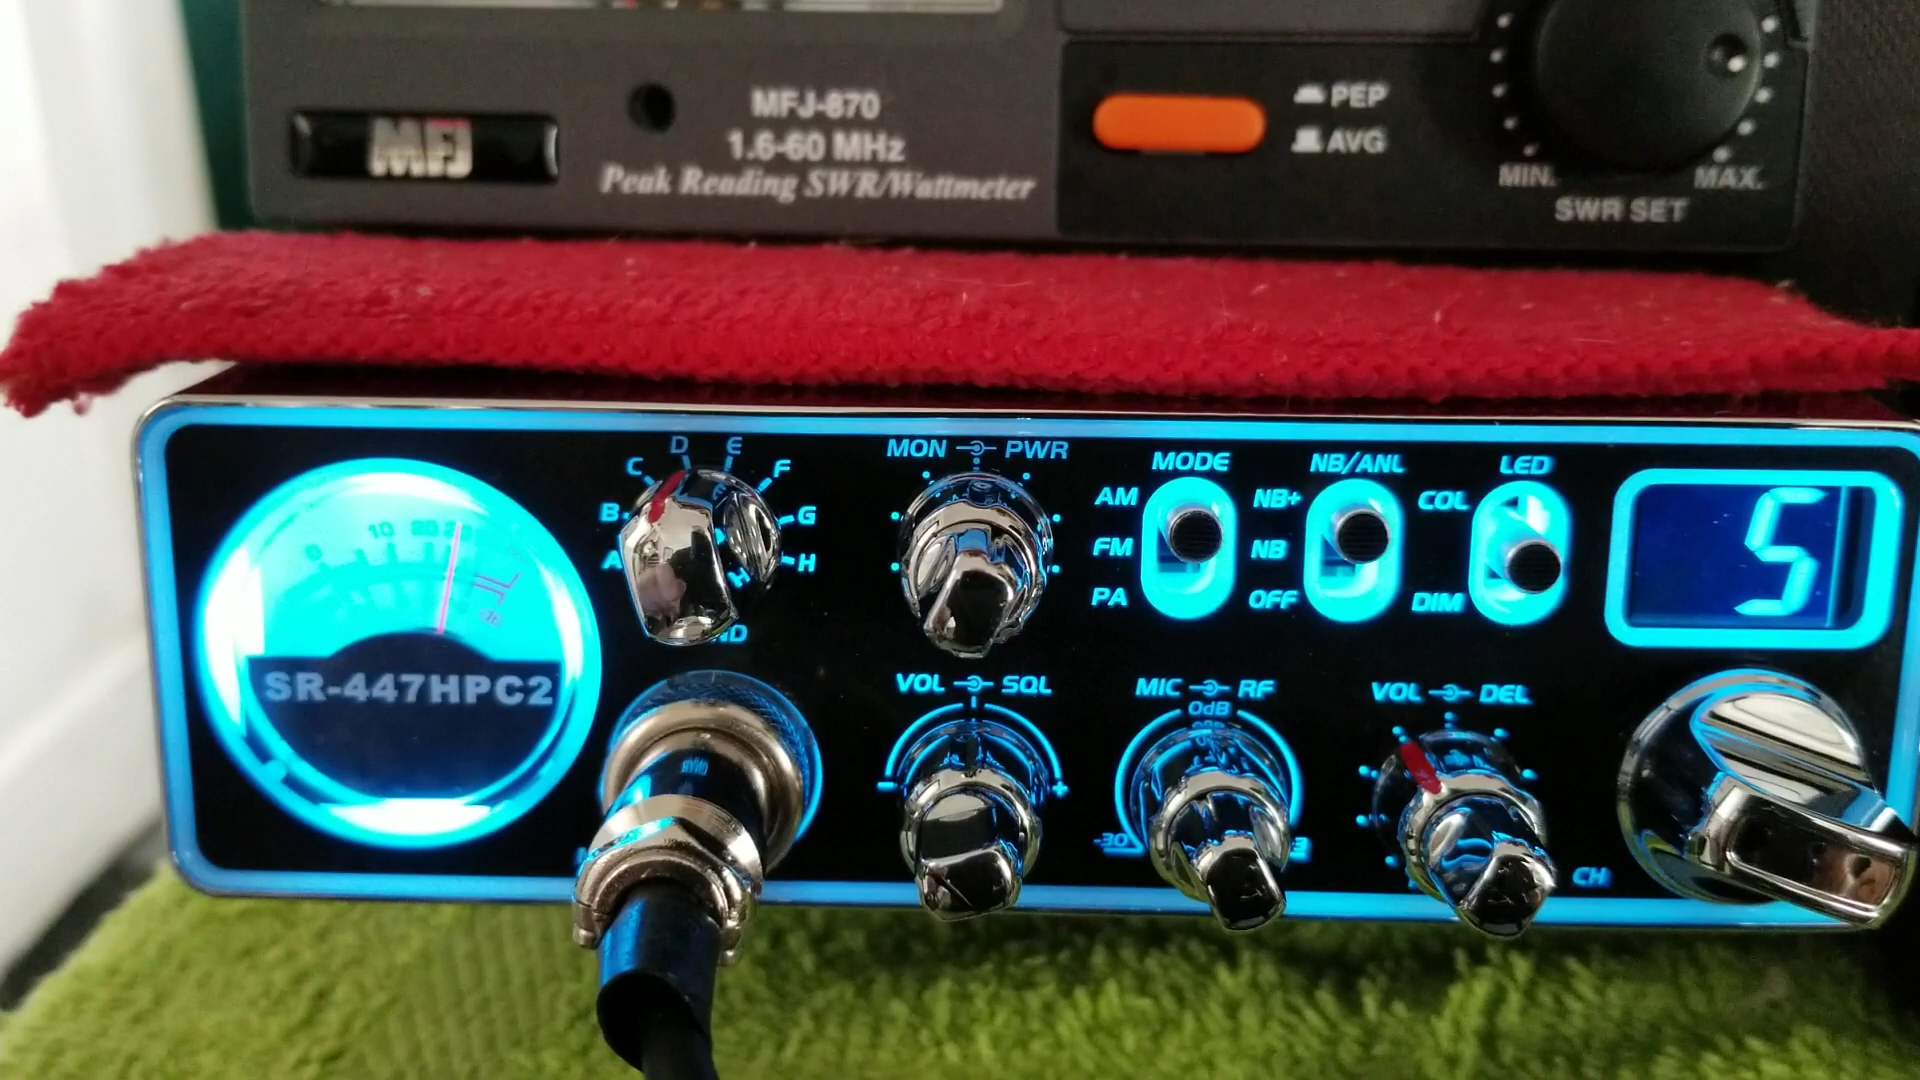 MFJ
MFJ-870
1.6-60 MHz
Peak Reading SWR/Wattmeter
PEP
AVG
MIN.
MAX.
SWR SET
A
B
C
D
E
F
G
H
MON PWR
MODE
AM
FM
PA
NB/ANL
NB+
NB
OFF
LED
COL
DIM
5
0 10 20
SR-447HPC2
VOL SQL
- +
MIC RF
0dB
-30
VOL DEL
CH